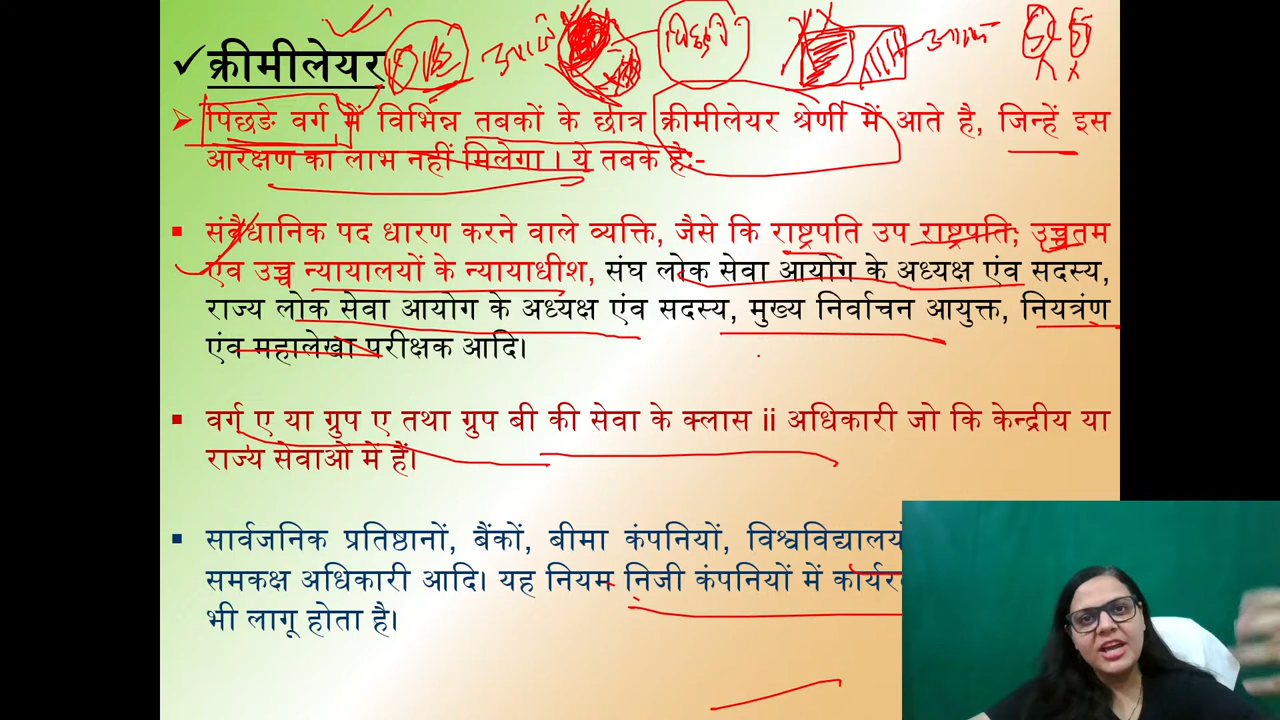 ✓ क्रीमीलेयर
➤ पिछडे वर्ग में विभिन्न तबकों के छात्र क्रीमीलेयर श्रेणी में आते है, जिन्हें इस
आरक्षण का लाभ नहीं मिलेगा । ये तबके है:-
▪ संवैधानिक पद धारण करने वाले व्यक्ति, जैसे कि राष्ट्रपति उप राष्ट्रपति, उच्चतम
एंव उच्च न्यायालयों के न्यायाधीश, संघ लोक सेवा आयोग के अध्यक्ष एंव सदस्य,
राज्य लोक सेवा आयोग के अध्यक्ष एंव सदस्य, मुख्य निर्वाचन आयुक्त, नियत्रंण
एंव महालेखा परीक्षक आदि।
▪ वर्ग ए या ग्रुप ए तथा ग्रुप बी की सेवा के क्लास ii अधिकारी जो कि केन्द्रीय या
राज्य सेवाओं में हैं।
▪ सार्वजनिक प्रतिष्ठानों, बैंकों, बीमा कंपनियों,
समकक्ष अधिकारी आदि। यह नियम निजी कंपनियों में
भी लागू होता है।